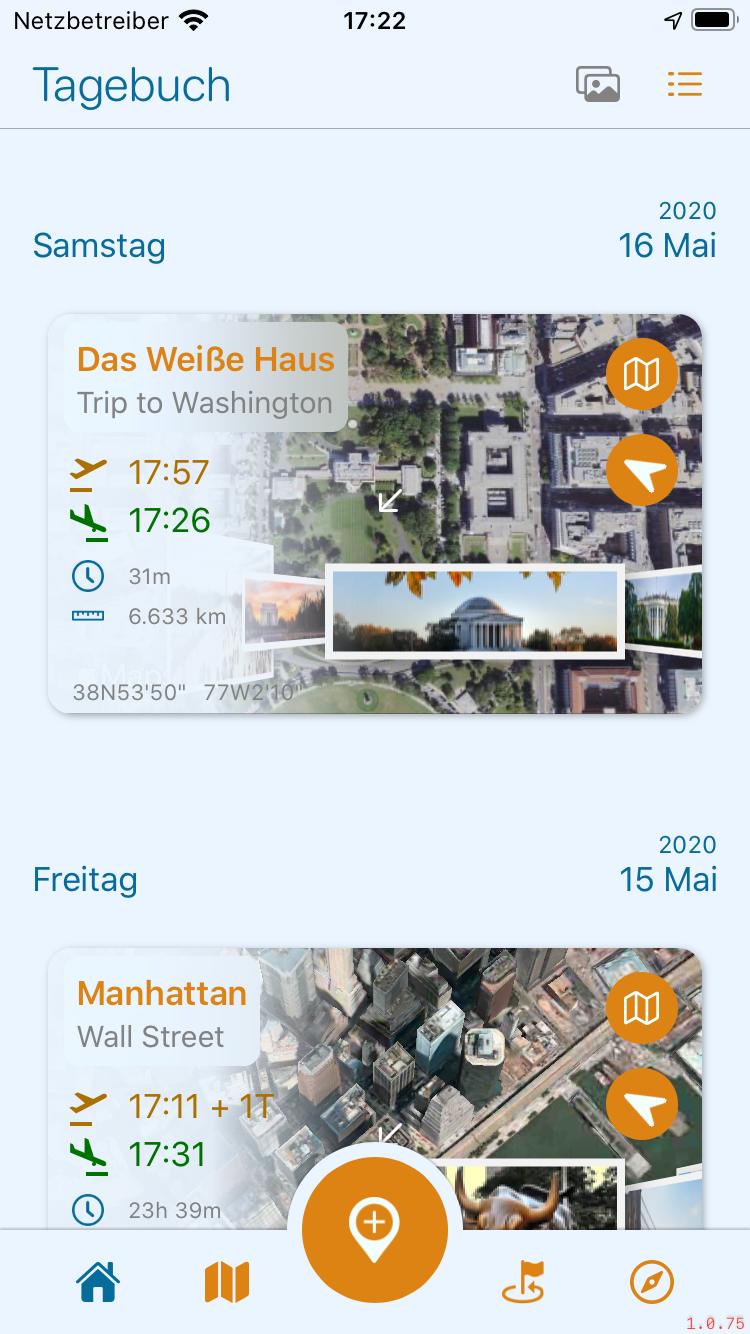 Netzbetreiber 17:22
Tagebuch
2020
Samstag 16 Mai
Das Weiße Haus
Trip to Washington
17:57
17:26
31m
6.633 km
Maps
38N53'50" 77W2'10"
2020
Freitag 15 Mai
Manhattan
Wall Street
17:11 + 1T
17:31
23h 39m
1.0.75